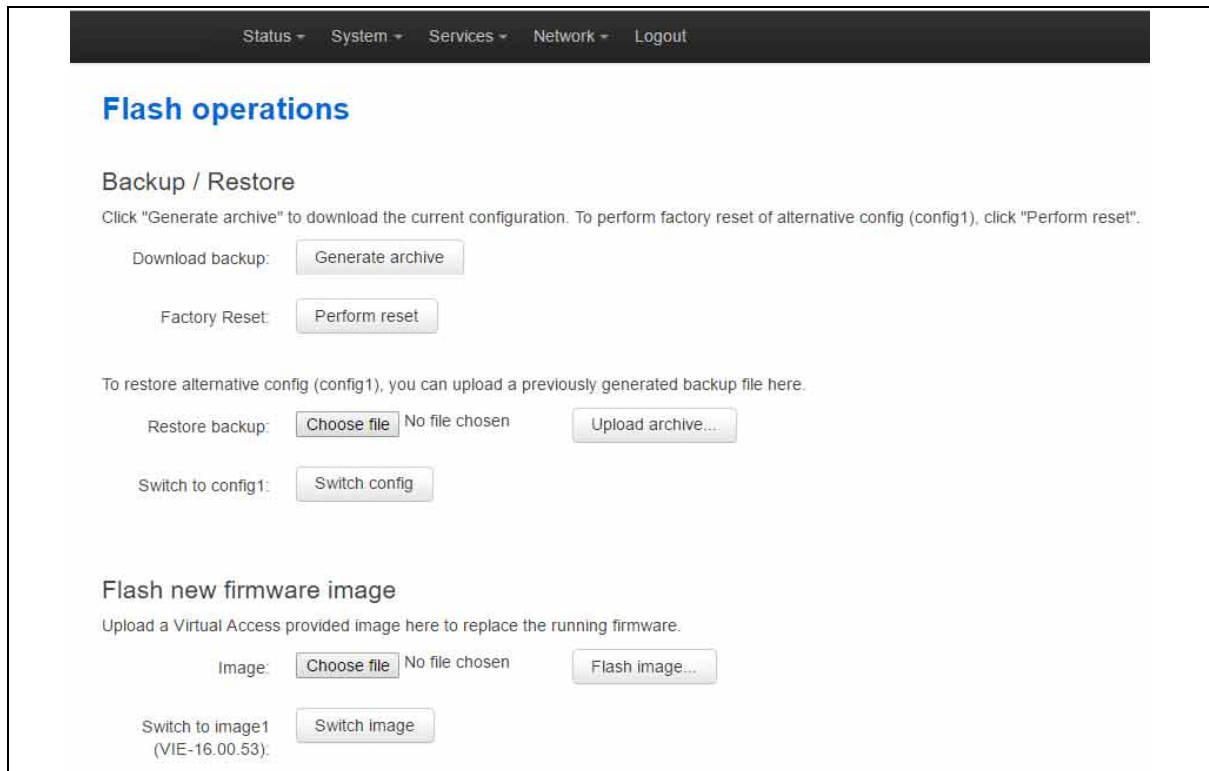 Status System Services Network Logout
Flash operations
Backup / Restore
Click "Generate archive" to download the current configuration. To perform factory reset of alternative config (config1), click "Perform reset".
Download backup: Generate archive
Factory Reset: Perform reset
To restore alternative config (config1), you can upload a previously generated backup file here.
Restore backup: Choose file No file chosen Upload archive...
Switch to config1: Switch config
Flash new firmware image
Upload a Virtual Access provided image here to replace the running firmware.
Image: Choose file No file chosen Flash image...
Switch to image1 Switch image
(VIE-16.00.53):